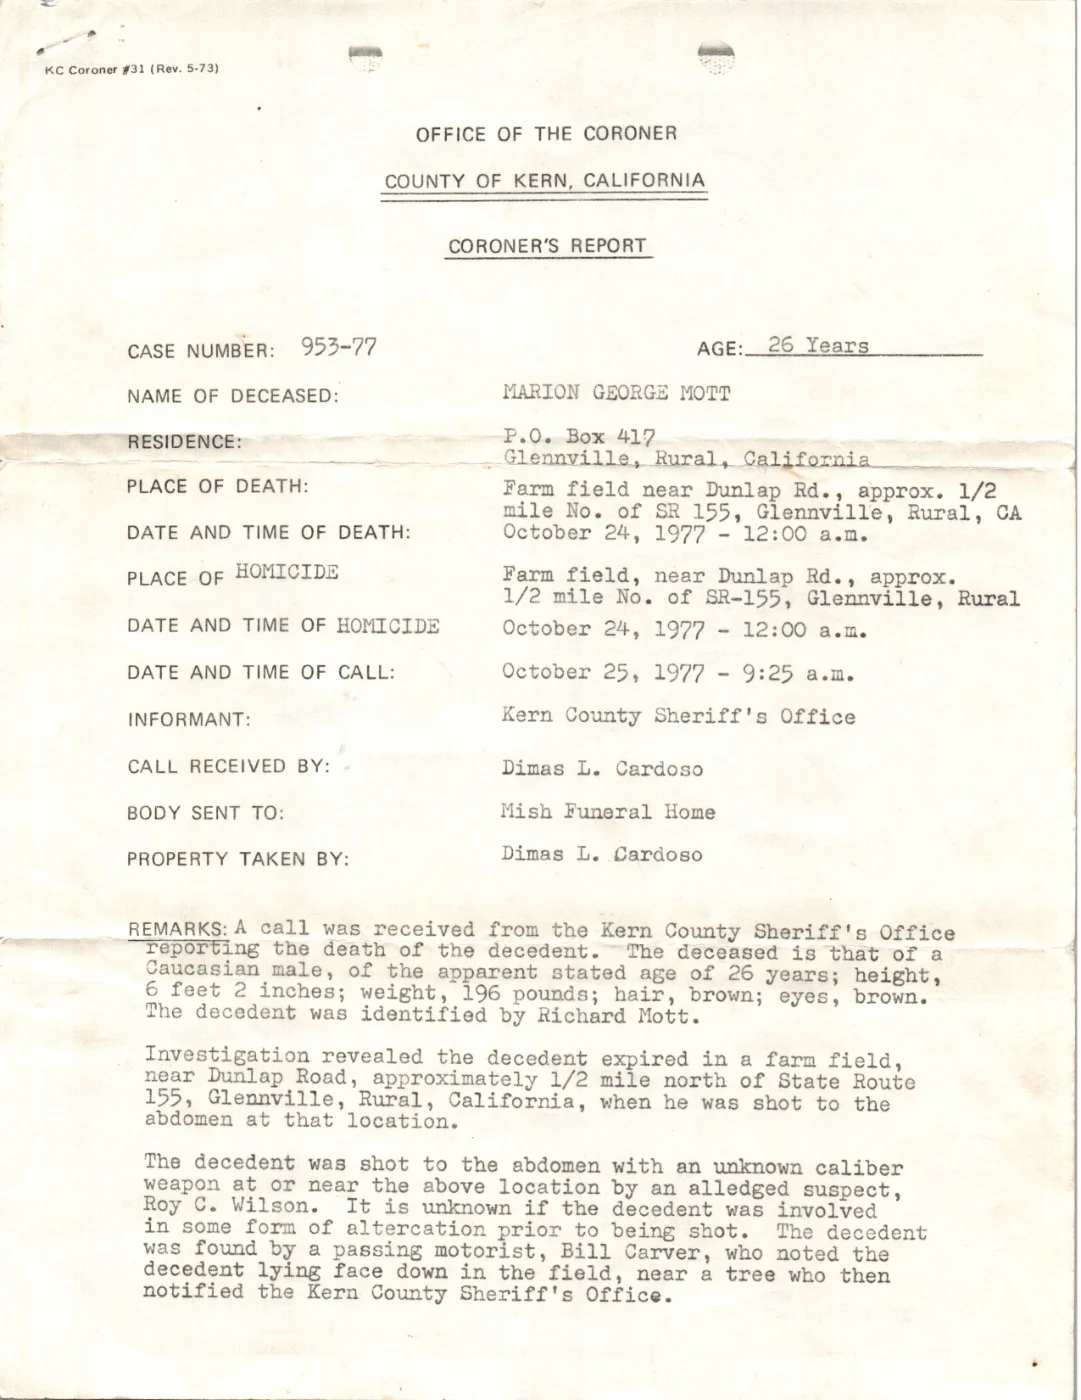 KC Coroner #31 (Rev. 5-73)
OFFICE OF THE CORONER
COUNTY OF KERN, CALIFORNIA
CORONER'S REPORT
CASE NUMBER: 953-77 AGE: 26 Years
NAME OF DECEASED: MARION GEORGE MOTT
RESIDENCE: P.O. Box 417
Glennville, Rural, California
PLACE OF DEATH: Farm field near Dunlap Rd., approx. 1/2
mile No. of SR 155, Glennville, Rural, CA
DATE AND TIME OF DEATH: October 24, 1977 - 12:00 a.m.
PLACE OF HOMICIDE Farm field, near Dunlap Rd., approx.
1/2 mile No. of SR-155, Glennville, Rural
DATE AND TIME OF HOMICIDE October 24, 1977 - 12:00 a.m.
DATE AND TIME OF CALL: October 25, 1977 - 9:25 a.m.
INFORMANT: Kern County Sheriff's Office
CALL RECEIVED BY: Dimas L. Cardoso
BODY SENT TO: Mish Funeral Home
PROPERTY TAKEN BY: Dimas L. Cardoso
REMARKS: A call was received from the Kern County Sheriff's Office
reporting the death of the decedent. The deceased is that of a
Caucasian male, of the apparent stated age of 26 years; height,
6 feet 2 inches; weight, 196 pounds; hair, brown; eyes, brown.
The decedent was identified by Richard Mott.
Investigation revealed the decedent expired in a farm field,
near Dunlap Road, approximately 1/2 mile north of State Route
155, Glennville, Rural, California, when he was shot to the
abdomen at that location.
The decedent was shot to the abdomen with an unknown caliber
weapon at or near the above location by an alledged suspect,
Roy C. Wilson. It is unknown if the decedent was involved
in some form of altercation prior to being shot. The decedent
was found by a passing motorist, Bill Carver, who noted the
decedent lying face down in the field, near a tree who then
notified the Kern County Sheriff's Office.